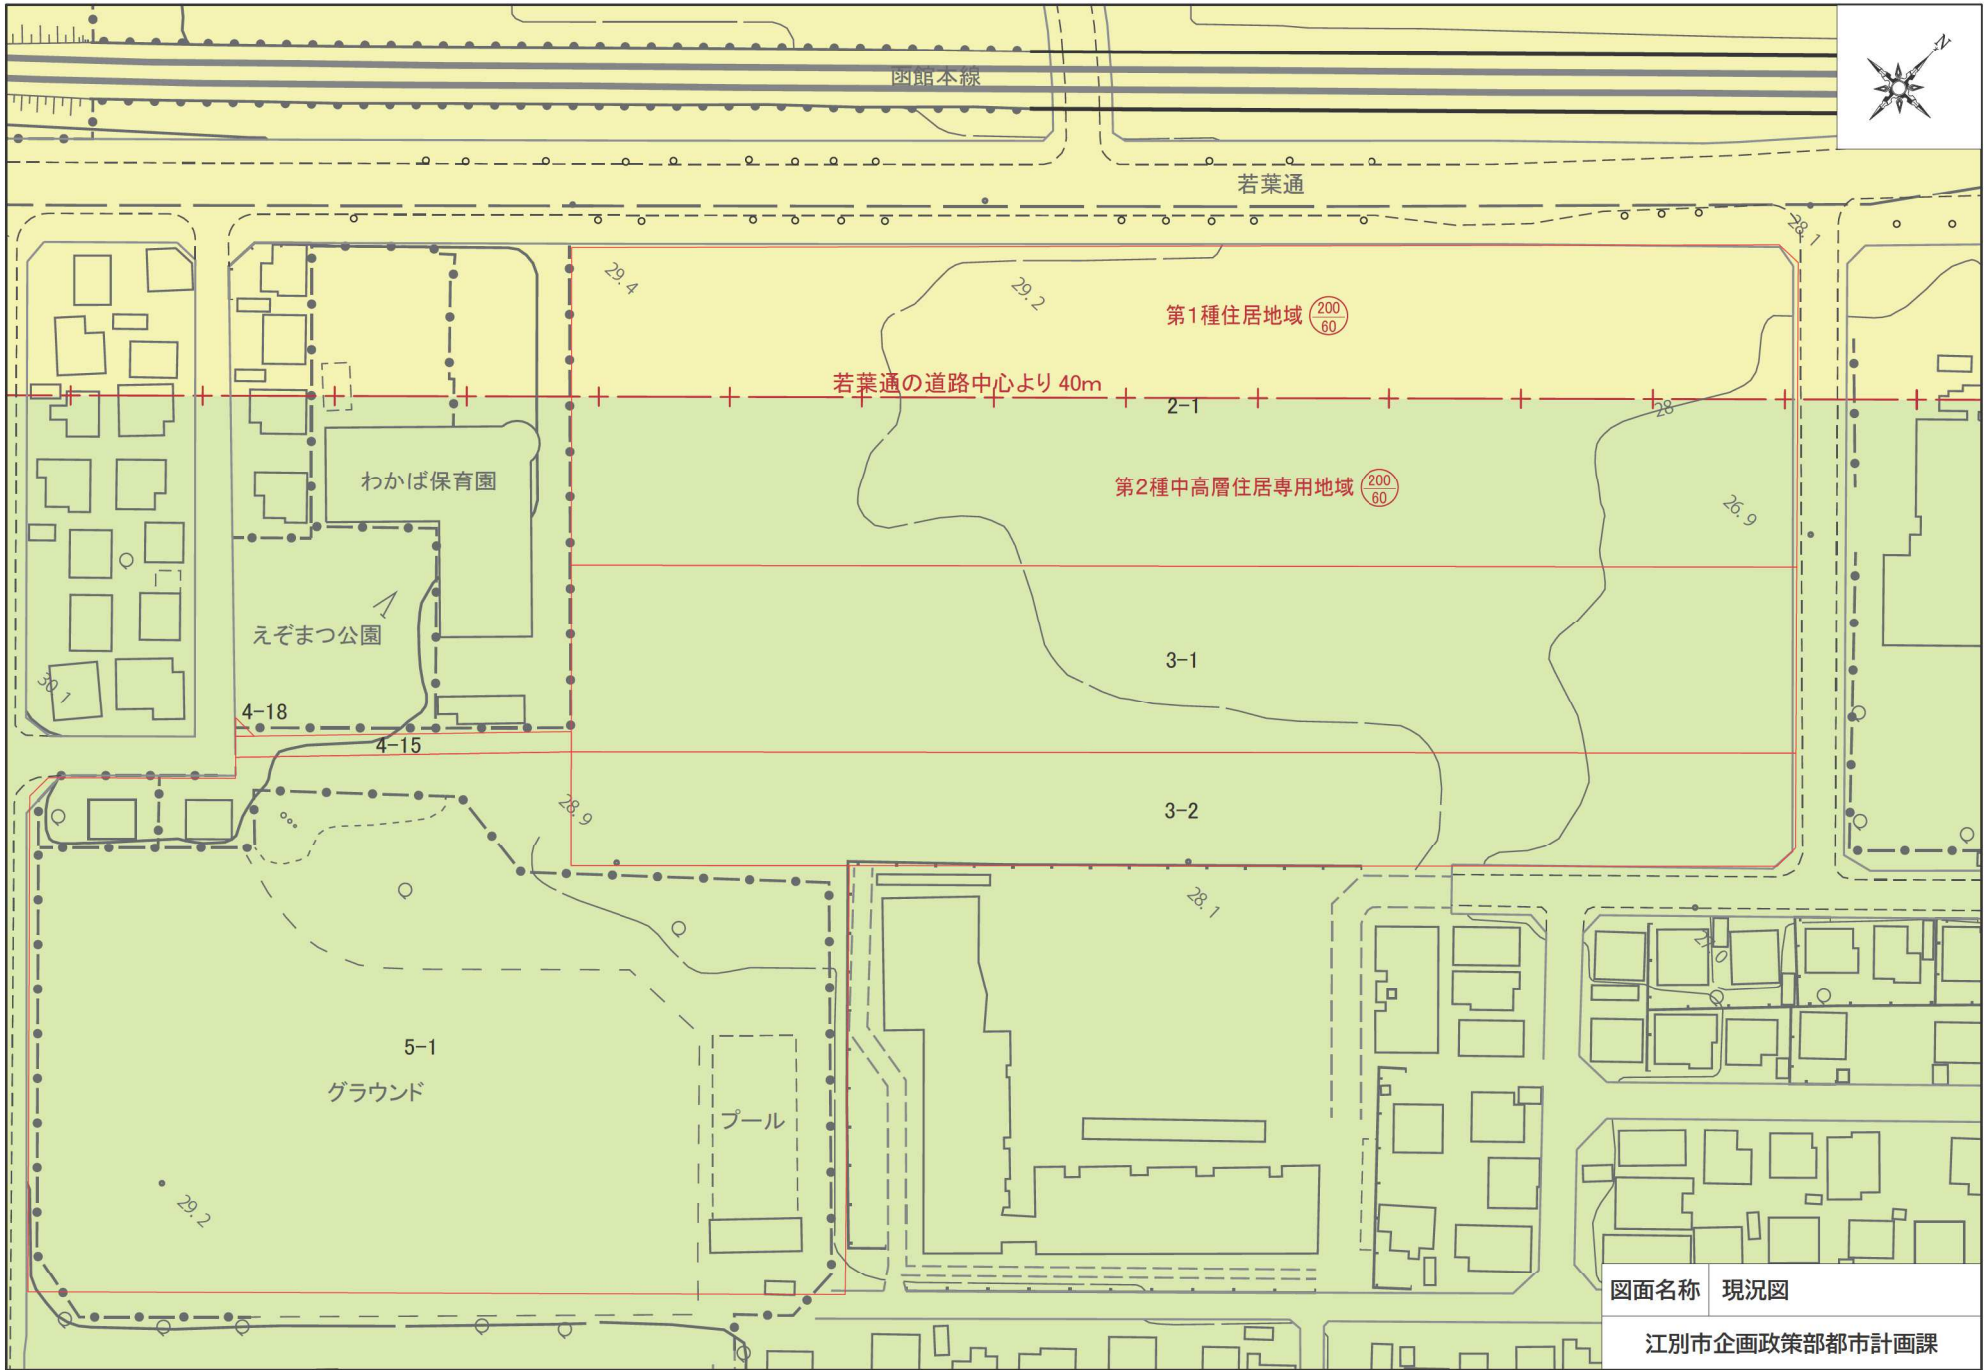 N
函館本線
若葉通
28.1
29.4
29.2
第1種住居地域 200/60
若葉通の道路中心より 40m
2-1
28
わかば保育園
第2種中高層住居専用地域 200/60
26.9
えぞまつ公園
3-1
30.1
4-18
4-15
28.9
3-2
28.1
5-1
グラウンド
プール
29.2
図面名称 現況図
江別市企画政策部都市計画課